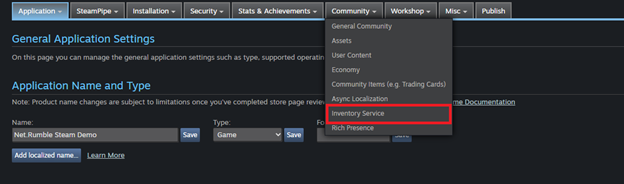 Application SteamPipe Installation Security Stats & Achievements Community Workshop Misc Publish
General Application Settings
On this page you can manage the general application settings such as type, supported operatin
General Community
Assets
User Content
Economy
Community Items (e.g. Trading Cards)
Async Localization
Inventory Service
Rich Presence
Application Name and Type
Note: Product name changes are subject to limitations once you've completed store page review me Documentation
Name: Type: Fo
Net Rumble Steam Demo Save Game Save Save
Add localized name... Learn More